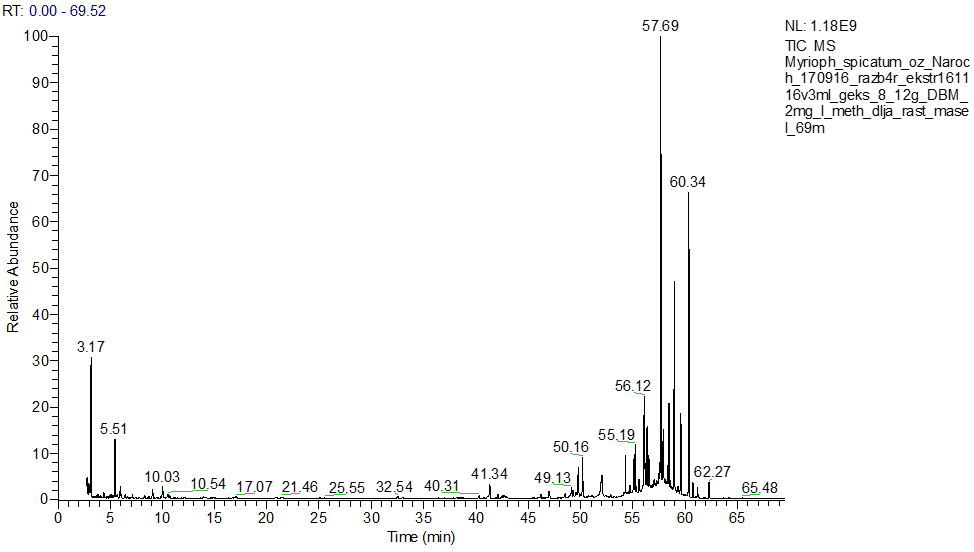 RT: 0.00 - 69.52
NL: 1.18E9
TIC MS
Myrioph_spicatum_oz_Naroc
h_170916_razb4r_ekstr1611
16v3ml_geks_8_12g_DBM_
2mg_l_meth_dlja_rast_mase
l_69m
57.69
60.34
3.17
5.51
10.03
10.54
17.07
21.46
25.55
32.54
40.31
41.34
49.13
50.16
55.19
56.12
62.27
65.48
100
90
80
70
60
50
40
30
20
10
0
Relative Abundance
0 5 10 15 20 25 30 35 40 45 50 55 60 65
Time (min)